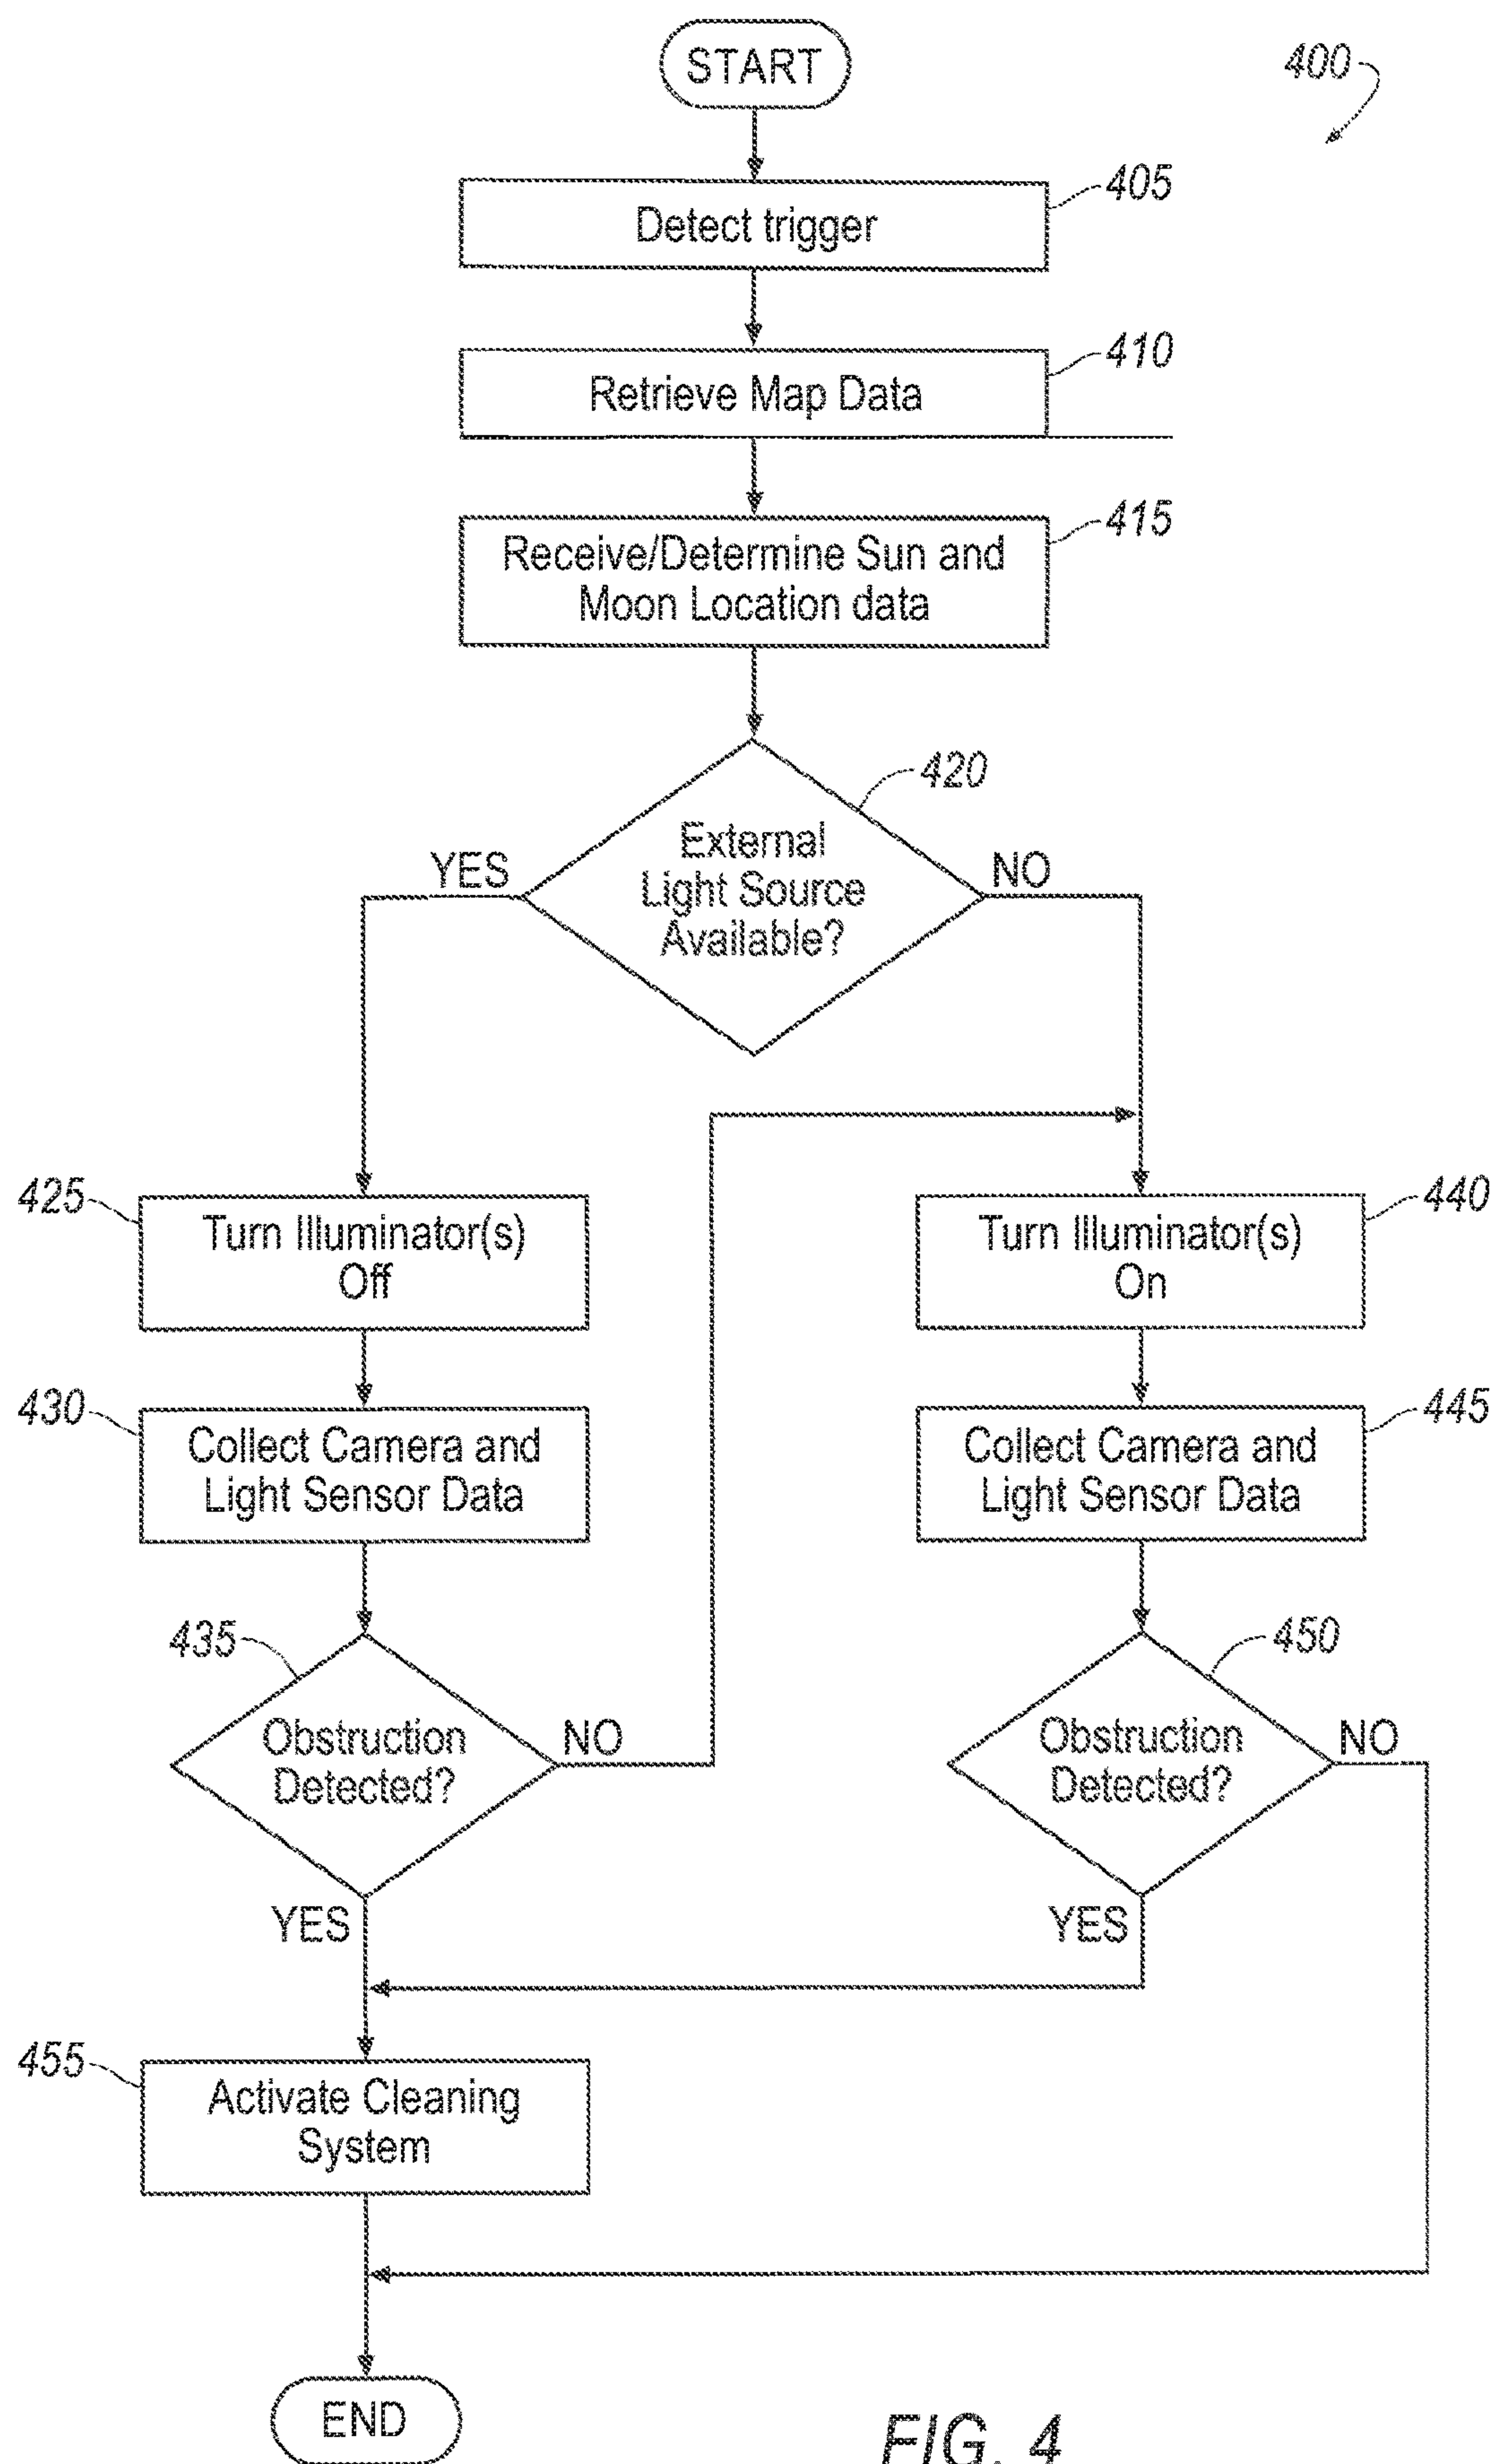 START
400
405
Detect trigger
410
Retrieve Map Data
415
Receive/Determine Sun and
Moon Location data
420
External
Light Source
Available?
YES
NO
425
Turn Illuminator(s)
Off
440
Turn Illuminator(s)
On
430
Collect Camera and
Light Sensor Data
445
Collect Camera and
Light Sensor Data
435
Obstruction
Detected?
NO
YES
450
Obstruction
Detected?
NO
YES
455
Activate Cleaning
System
END
FIG. 4